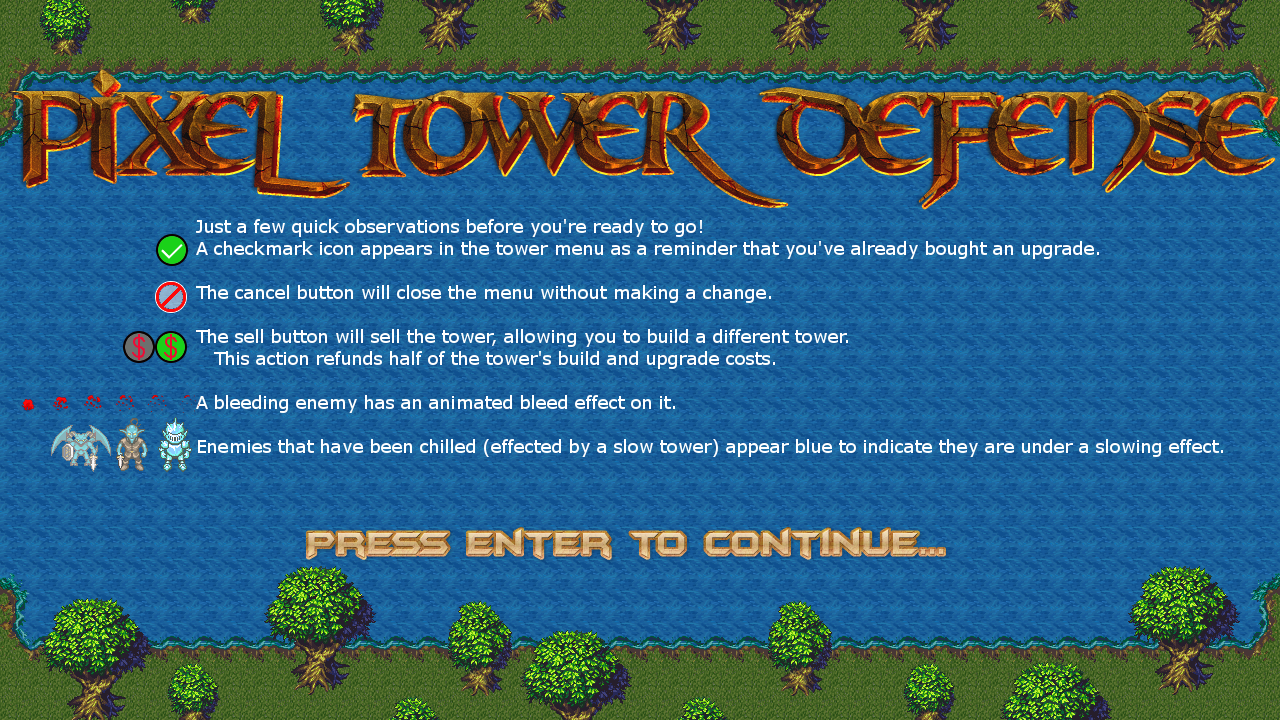 PIXEL TOWER DEFENSE
Just a few quick observations before you're ready to go!
A checkmark icon appears in the tower menu as a reminder that you've already bought an upgrade.
The cancel button will close the menu without making a change.
$ $ The sell button will sell the tower, allowing you to build a different tower.
This action refunds half of the tower's build and upgrade costs.
A bleeding enemy has an animated bleed effect on it.
Enemies that have been chilled (effected by a slow tower) appear blue to indicate they are under a slowing effect.
PRESS ENTER TO CONTINUE...